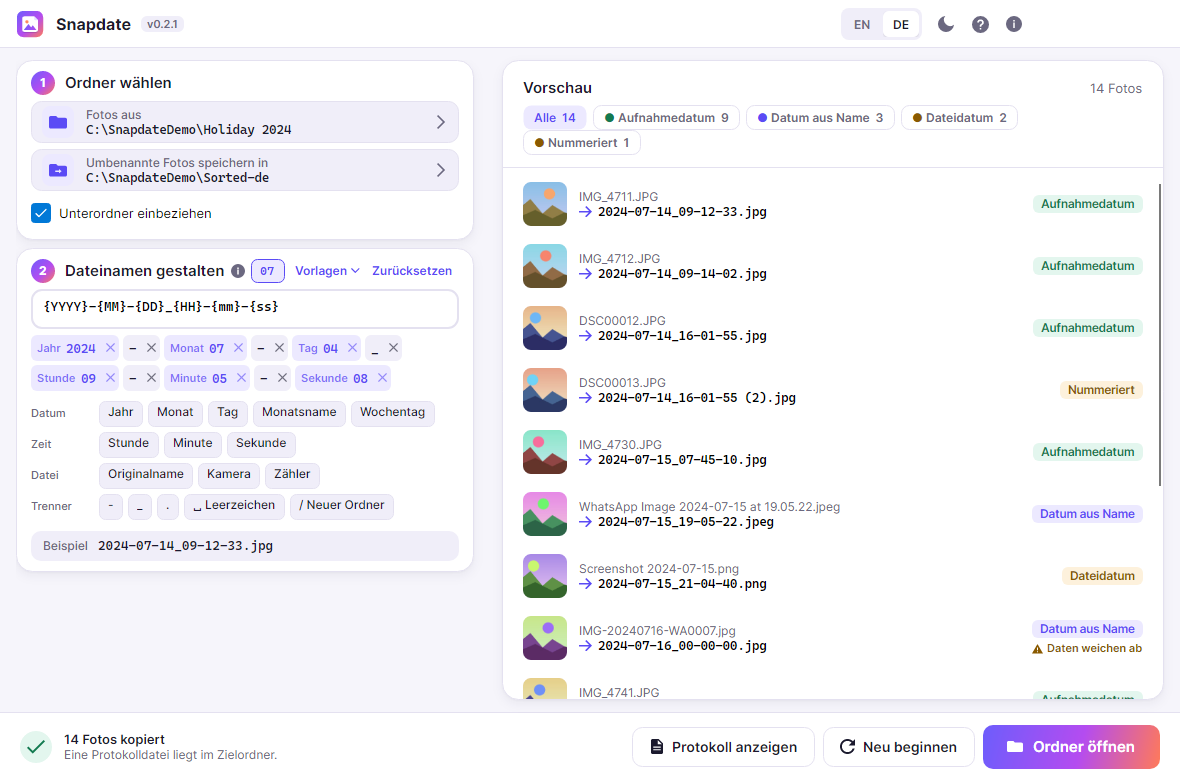 Snapdate v0.2.1
EN DE
1 Ordner wählen
Fotos aus
C:\SnapdateDemo\Holiday 2024
Umbenannte Fotos speichern in
C:\SnapdateDemo\Sorted-de
Unterordner einbeziehen
2 Dateinamen gestalten 07 Vorlagen Zurücksetzen
{YYYY}-{MM}-{DD}_{HH}-{mm}-{ss}
Jahr 2024 × - × Monat 07 × - × Tag 04 × _ ×
Stunde 09 × - × Minute 05 × - × Sekunde 08 ×
Datum Jahr Monat Tag Monatsname Wochentag
Zeit Stunde Minute Sekunde
Datei Originalname Kamera Zähler
Trenner - _ . ␣ Leerzeichen / Neuer Ordner
Beispiel 2024-07-14_09-12-33.jpg
Vorschau 14 Fotos
Alle 14 Aufnahmedatum 9 Datum aus Name 3 Dateidatum 2
Nummeriert 1
IMG_4711.JPG
→ 2024-07-14_09-12-33.jpg Aufnahmedatum
IMG_4712.JPG
→ 2024-07-14_09-14-02.jpg Aufnahmedatum
DSC00012.JPG
→ 2024-07-14_16-01-55.jpg Aufnahmedatum
DSC00013.JPG
→ 2024-07-14_16-01-55 (2).jpg Nummeriert
IMG_4730.JPG
→ 2024-07-15_07-45-10.jpg Aufnahmedatum
WhatsApp Image 2024-07-15 at 19.05.22.jpeg
→ 2024-07-15_19-05-22.jpeg Datum aus Name
Screenshot 2024-07-15.png
→ 2024-07-15_21-04-40.png Dateidatum
IMG-20240716-WA0007.jpg Datum aus Name
→ 2024-07-16_00-00-00.jpg Daten weichen ab
IMG_4741.JPG Aufnahmedatum
14 Fotos kopiert
Eine Protokolldatei liegt im Zielordner.
Protokoll anzeigen Neu beginnen Ordner öffnen